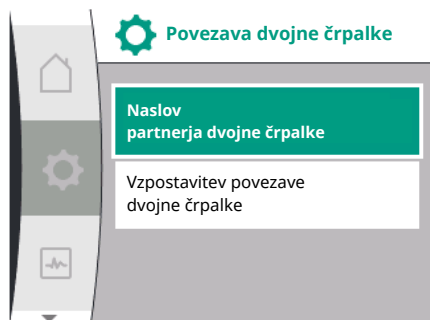 Povezava dvojne črpalke
Naslov
partnerja dvojne črpalke
Vzpostavitev povezave
dvojne črpalke